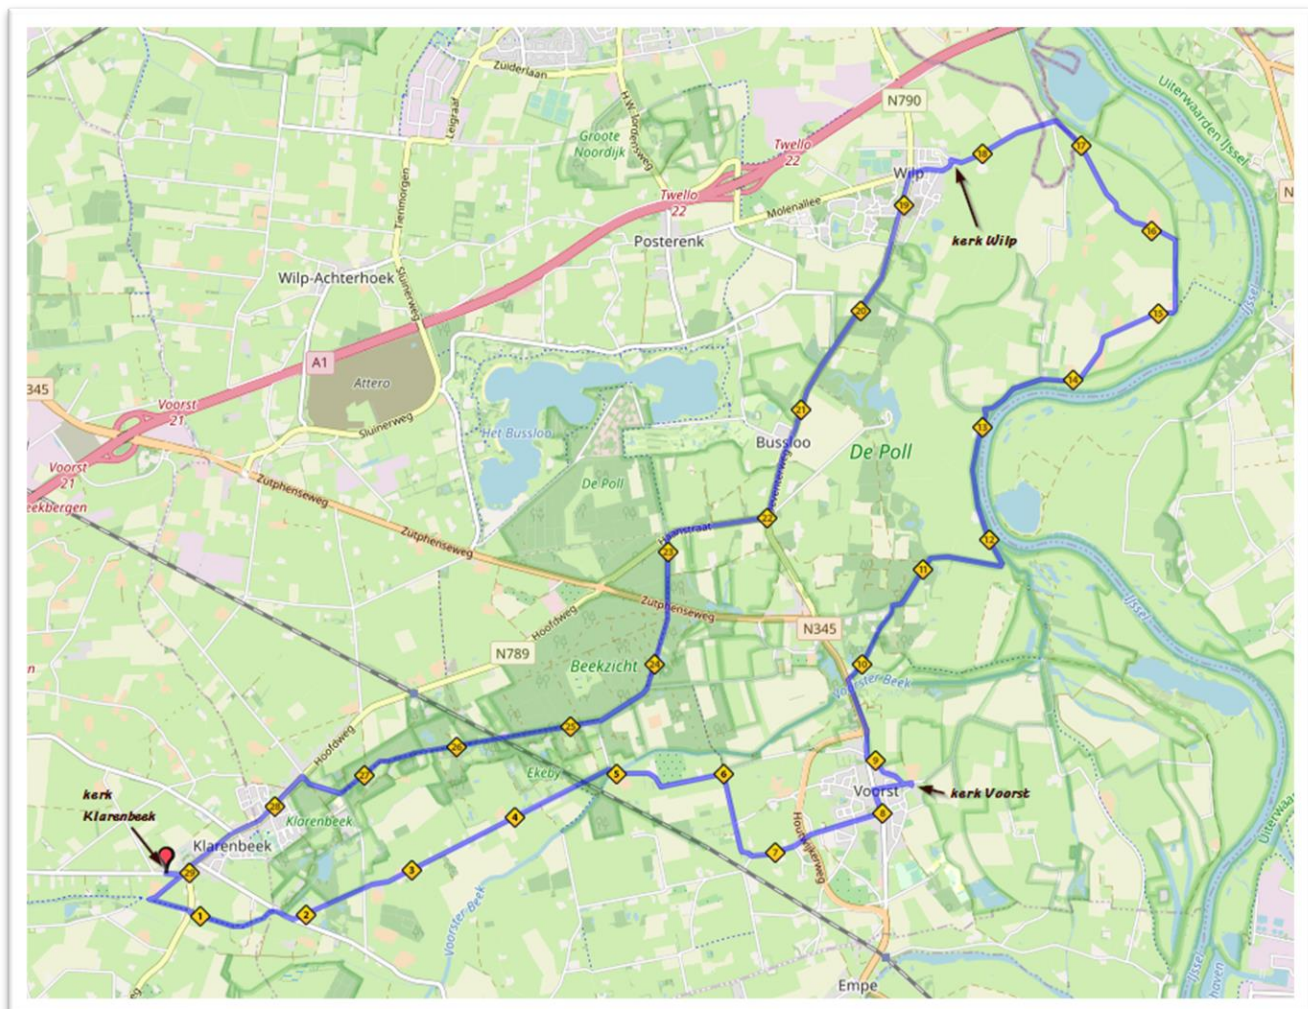 Zuiderlaan
Leigraaf
H.W.Iordensweg
N790
Uiterwaarden IJssel
Groote
Noordijk
Twello
22
Wilp
18
17
Tienmorgen
Twello
22
Molenallee
19
16
kerk Wilp
Posterenk
Wilp-Achterhoek
Sluinerweg
IJssel
20
15
A1
345
Attero
14
Voorst
21
21
Sluinerweg
Het Bussloo
13
Bussloo
De Poll
Voorst
21
eekbergen
De Poll
Zutphenseweg
22
Haanstraat
Zutphenseweg
23
12
11
Zutphenseweg
Hoofdweg
N345
IJssel
N789
Beekzicht
24
10
Voorster Beek
n
25
26
Hoofdweg
9
27
Ekeby
5
6
Voorst
kerk Voorst
kerk
Klarenbeek
28
Klarenbeek
4
8
Klarenbeek
7
Houtwijkerweg
29
3
1
2
Voorster Beek
Empe
IJssel
haven